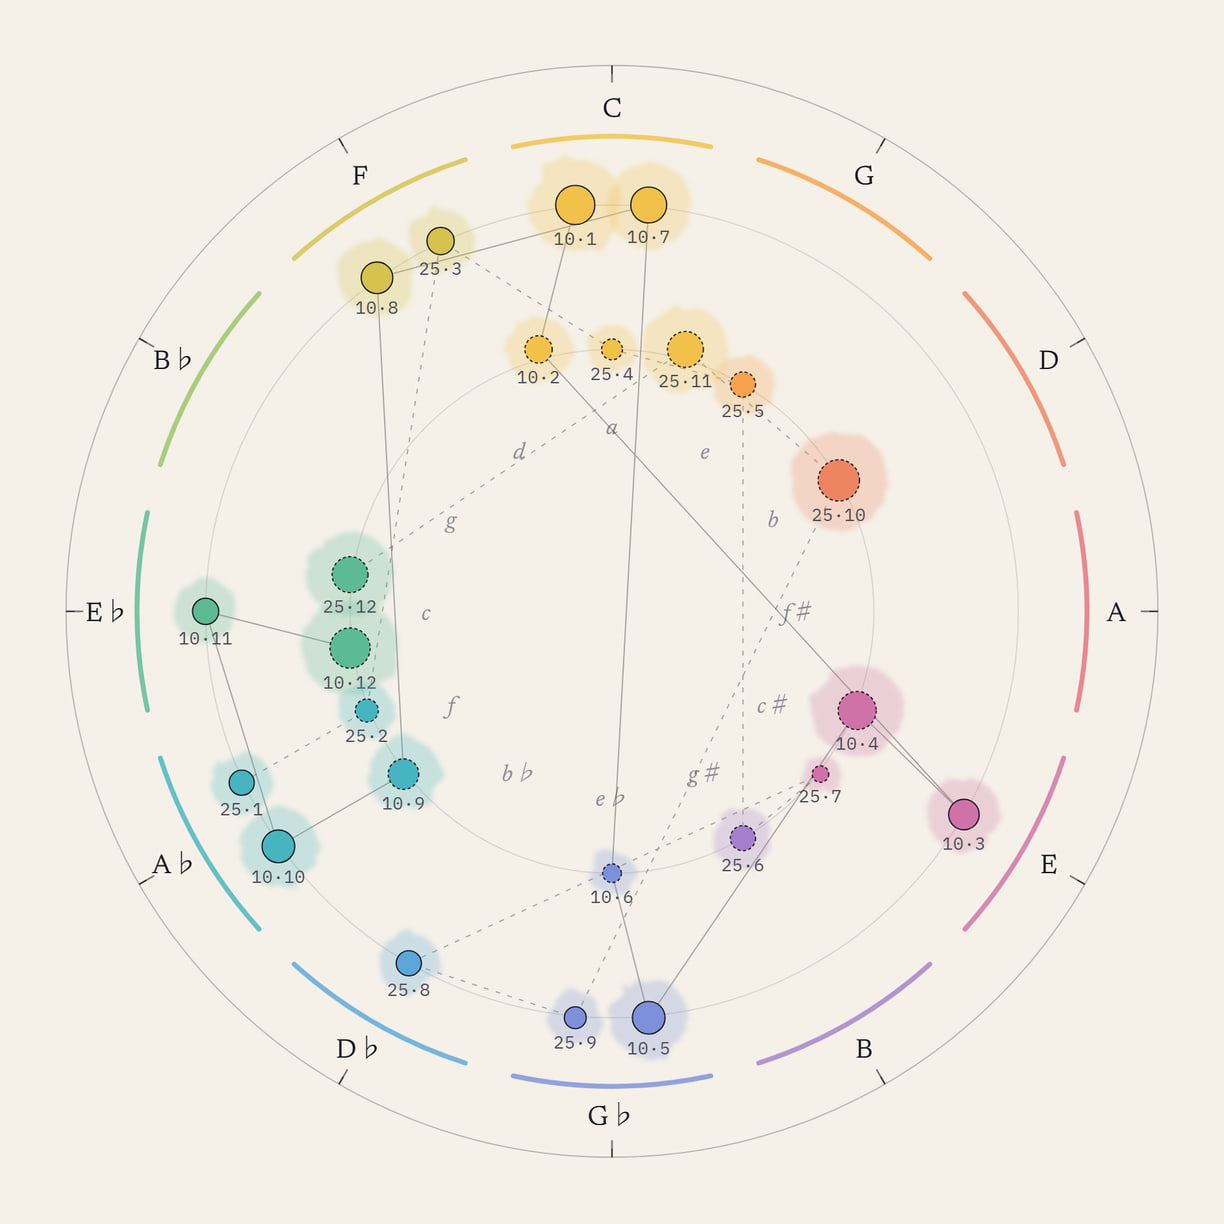 C
F
G
10·1
10·7
25·3
10·8
B♭
D
10·2
25·4
25·11
25·5
a
d
e
25·10
g
b
25·12
E♭
10·11
c
f#
A
10·12
25·2
f
c#
10·4
b♭
g#
25·1
10·9
e♭
25·7
10·3
A♭
10·10
10·6
25·6
E
25·8
25·9
10·5
D♭
B
G♭